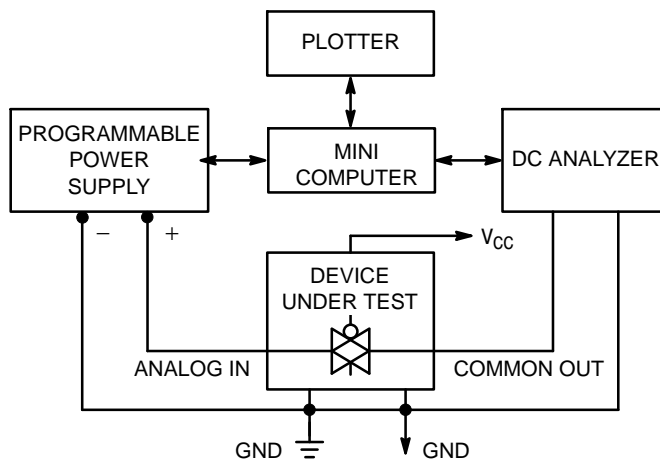 PLOTTER
PROGRAMMABLE
POWER
SUPPLY
MINI
COMPUTER
DC ANALYZER
− +
VCC
DEVICE
UNDER TEST
ANALOG IN
COMMON OUT
GND
GND